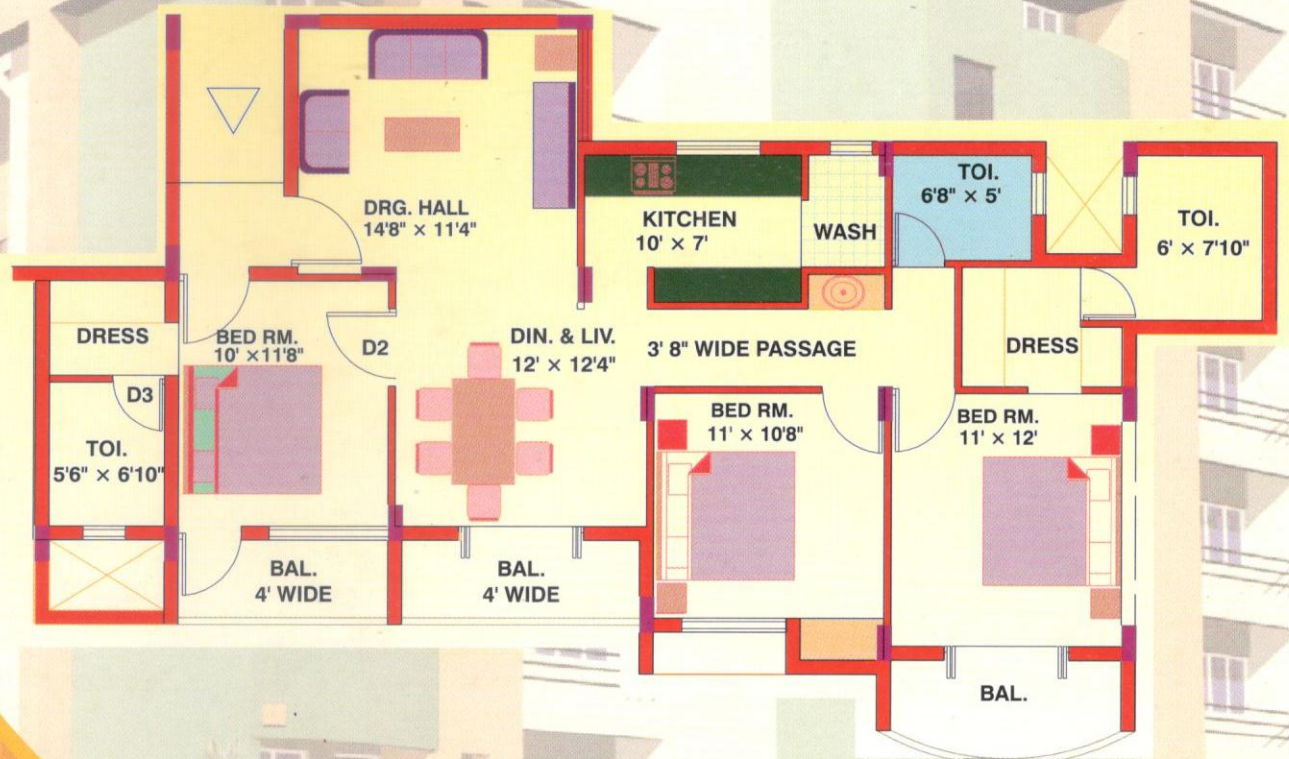 DRG. HALL
14'8" × 11'4"
KITCHEN
10' × 7'
WASH
TOI.
6'8" × 5'
TOI.
6' × 7'10"
DRESS
BED RM.
10' ×11'8"
D2
DIN. & LIV.
12' × 12'4"
3' 8" WIDE PASSAGE
DRESS
D3
TOI.
5'6" × 6'10"
BED RM.
11' × 10'8"
BED RM.
11' × 12'
BAL.
4' WIDE
BAL.
4' WIDE
BAL.